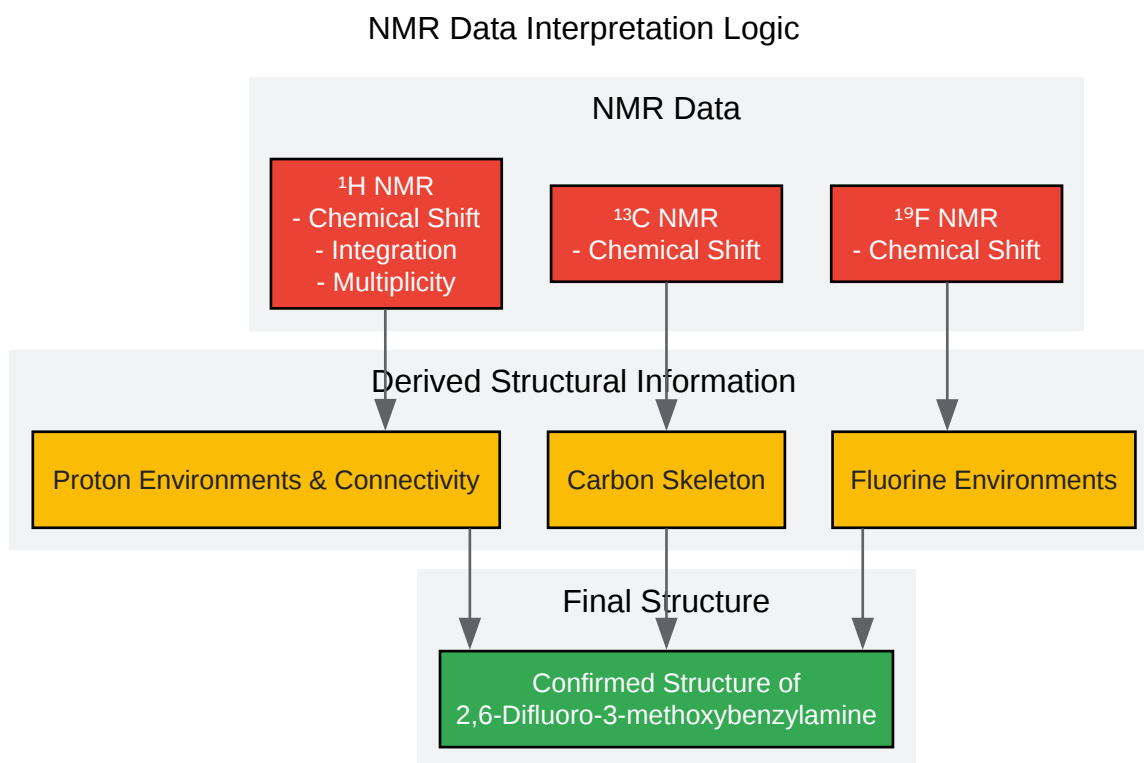 NMR Data Interpretation Logic
NMR Data
¹H NMR
- Chemical Shift
- Integration
- Multiplicity
¹³C NMR
- Chemical Shift
¹⁹F NMR
- Chemical Shift
Derived Structural Information
Proton Environments & Connectivity
Carbon Skeleton
Fluorine Environments
Final Structure
Confirmed Structure of
2,6-Difluoro-3-methoxybenzylamine